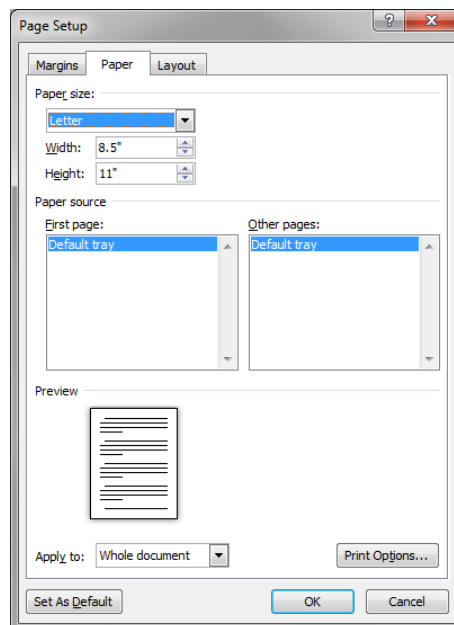 Page Setup
Margins Paper Layout
Paper size:
Letter
Width: 8.5"
Height: 11"
Paper source
First page: Other pages:
Default tray Default tray
Preview
Apply to: Whole document Print Options...
Set As Default OK Cancel